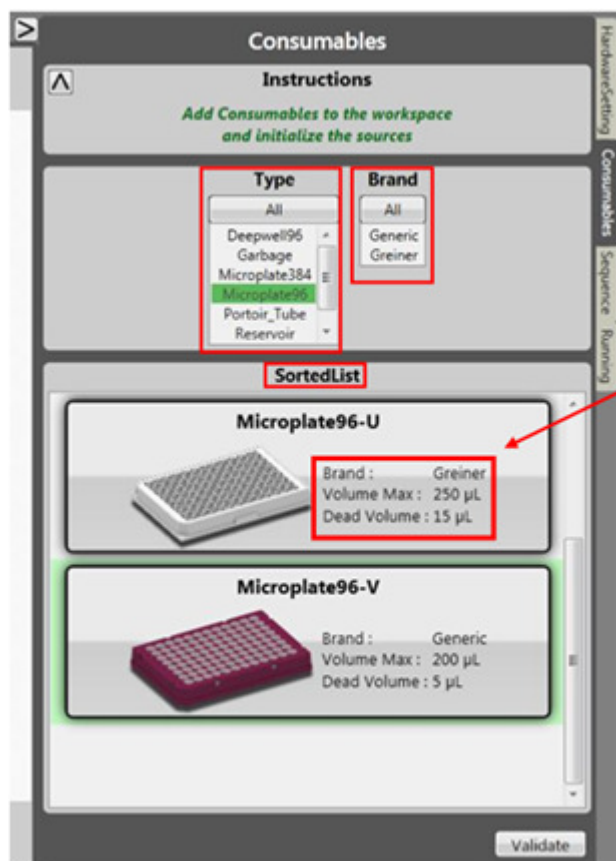 >
Consumables
Instructions
Add Consumables to the workspace
and initialize the sources
Type
All
Deepwell96
Garbage
Microplate384
Microplate96
Portoir_Tube
Reservoir
Brand
All
Generic
Greiner
SortedList
Microplate96-U
Brand : Greiner
Volume Max : 250 µL
Dead Volume : 15 µL
Microplate96-V
Brand : Generic
Volume Max : 200 µL
Dead Volume : 5 µL
Validate
HardwareSetting
Consumables
Sequence
Running